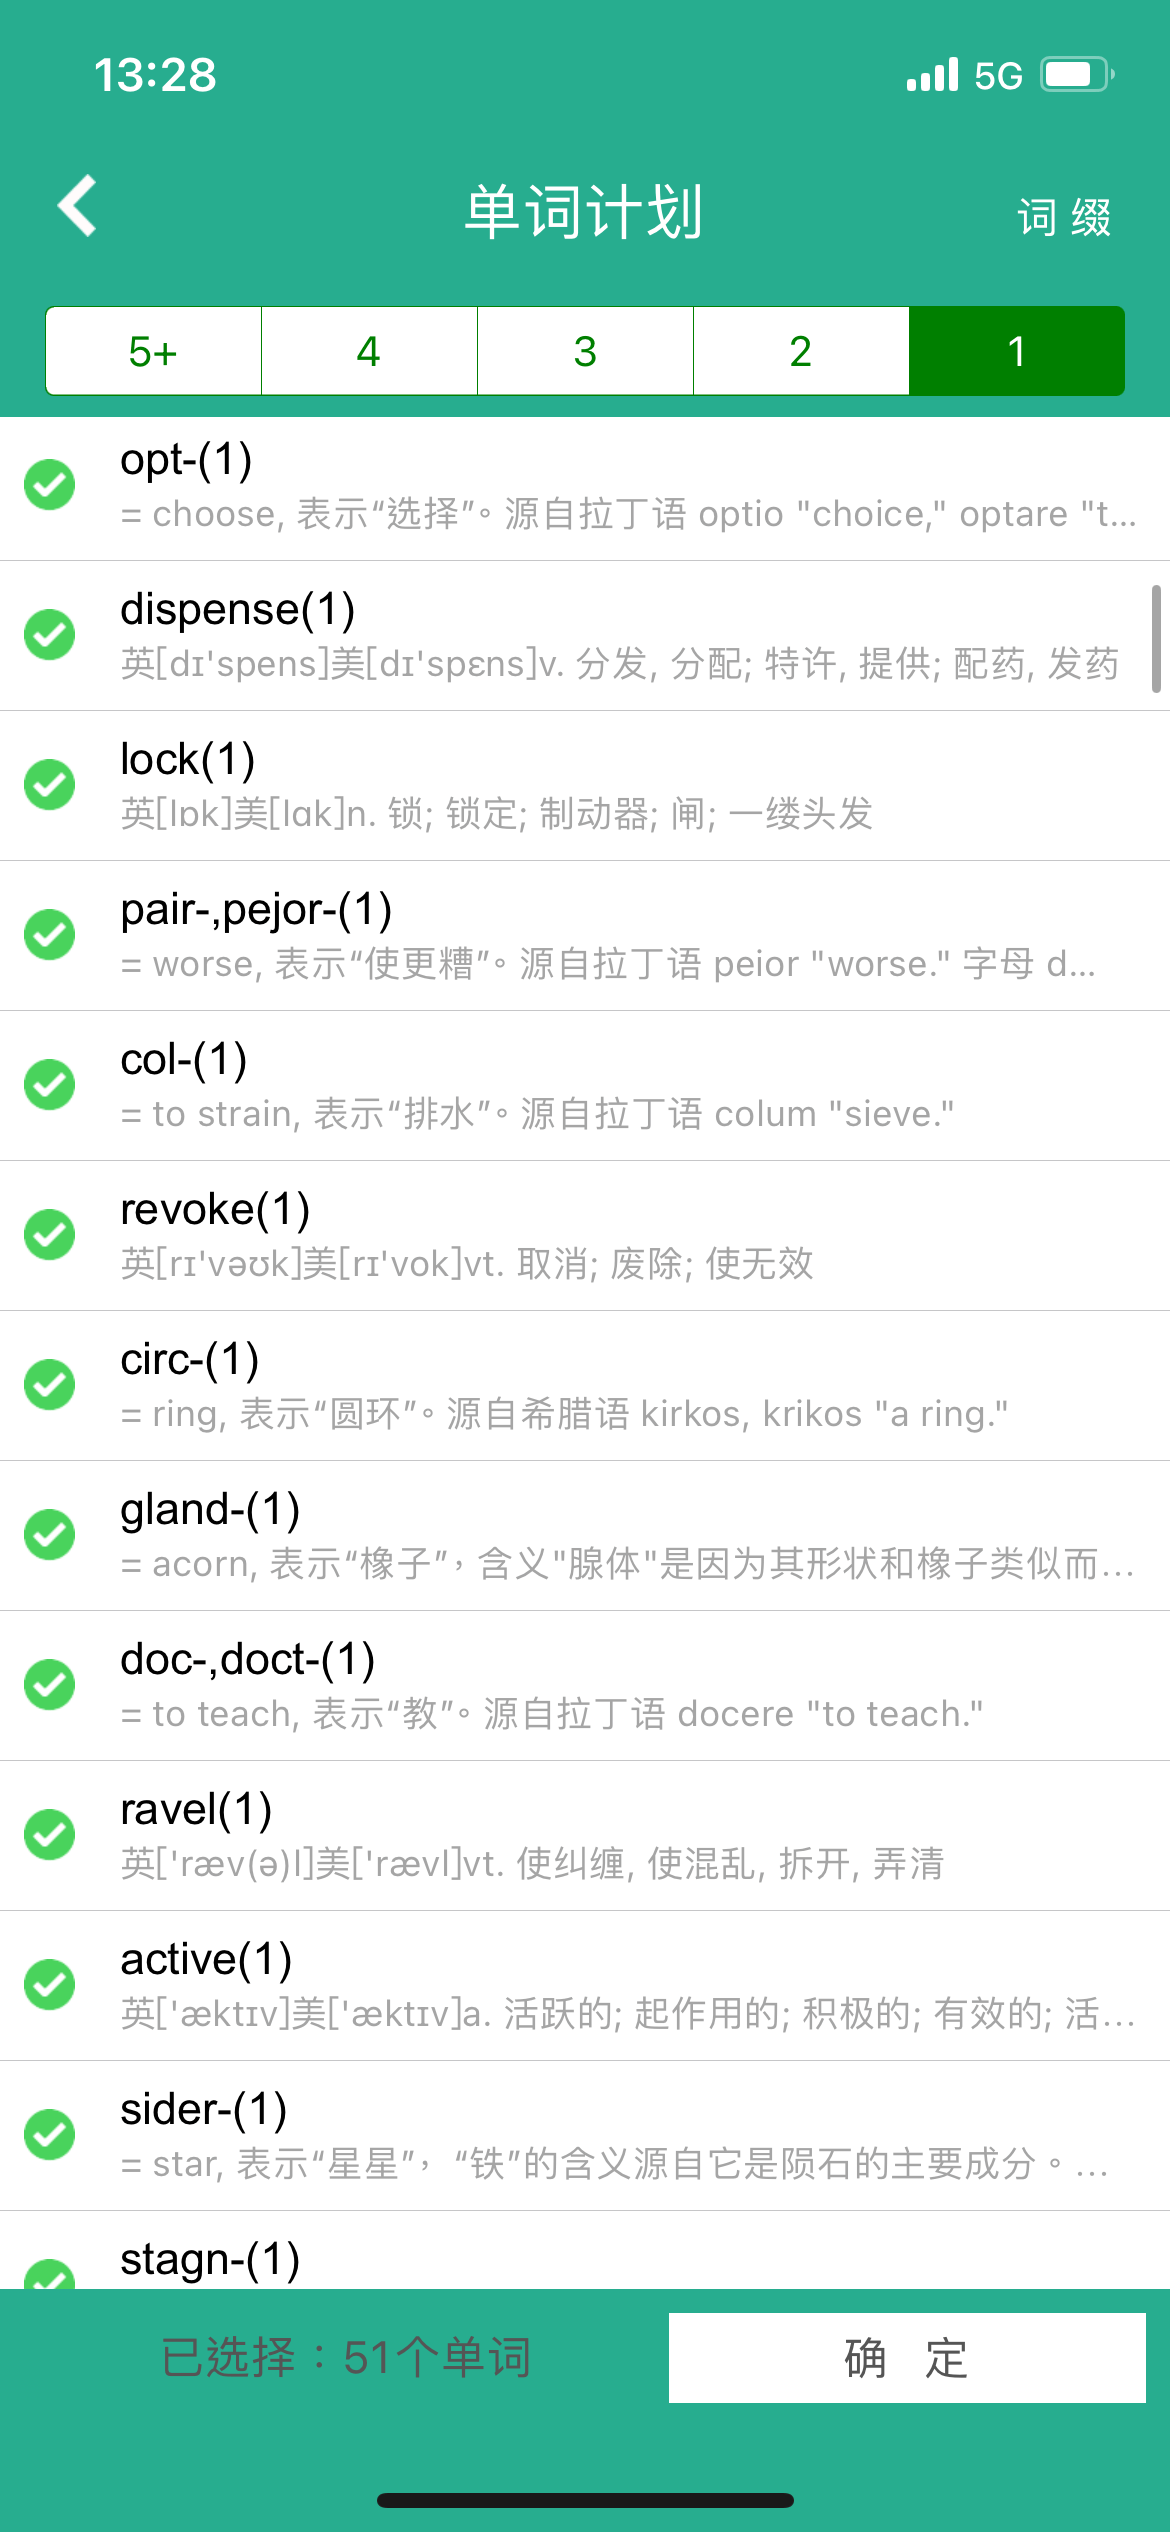 13:28
5G
单词计划
词 缀
5+
4
3
2
1
opt-(1)
= choose, 表示“选择”。源自拉丁语 optio "choice," optare "t...
dispense(1)
英[dɪ'spens]美[dɪ'spɛns]v. 分发, 分配; 特许, 提供; 配药, 发药
lock(1)
英[lɒk]美[lɑk]n. 锁; 锁定; 制动器; 闸; 一缕头发
pair-,pejor-(1)
= worse, 表示“使更糟”。源自拉丁语 peior "worse." 字母 d...
col-(1)
= to strain, 表示“排水”。源自拉丁语 colum "sieve."
revoke(1)
英[rɪ'vəʊk]美[rɪ'vok]vt. 取消; 废除; 使无效
circ-(1)
= ring, 表示“圆环”。源自希腊语 kirkos, krikos "a ring."
gland-(1)
= acorn, 表示“橡子”，含义"腺体"是因为其形状和橡子类似而...
doc-,doct-(1)
= to teach, 表示“教”。源自拉丁语 docere "to teach."
ravel(1)
英['ræv(ə)l]美['rævl]vt. 使纠缠, 使混乱, 拆开, 弄清
active(1)
英['æktɪv]美['æktɪv]a. 活跃的; 起作用的; 积极的; 有效的; 活...
sider-(1)
= star, 表示“星星”，“铁”的含义源自它是陨石的主要成分。...
stagn-(1)
已选择：51个单词
确 定